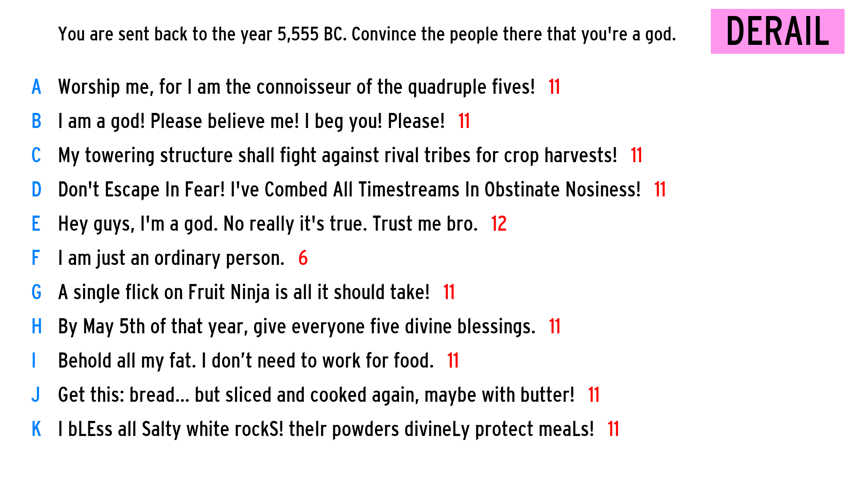 You are sent back to the year 5,555 BC. Convince the people there that you're a god.
DERAIL
A Worship me, for I am the connoisseur of the quadruple fives! 11
B I am a god! Please believe me! I beg you! Please! 11
C My towering structure shall fight against rival tribes for crop harvests! 11
D Don't Escape In Fear! I've Combed All Timestreams In Obstinate Nosiness! 11
E Hey guys, I'm a god. No really it's true. Trust me bro. 12
F I am just an ordinary person. 6
G A single flick on Fruit Ninja is all it should take! 11
H By May 5th of that year, give everyone five divine blessings. 11
I Behold all my fat. I don’t need to work for food. 11
J Get this: bread... but sliced and cooked again, maybe with butter! 11
K I bLEss all Salty white rockS! theIr powders divineLy protect meaLs! 11